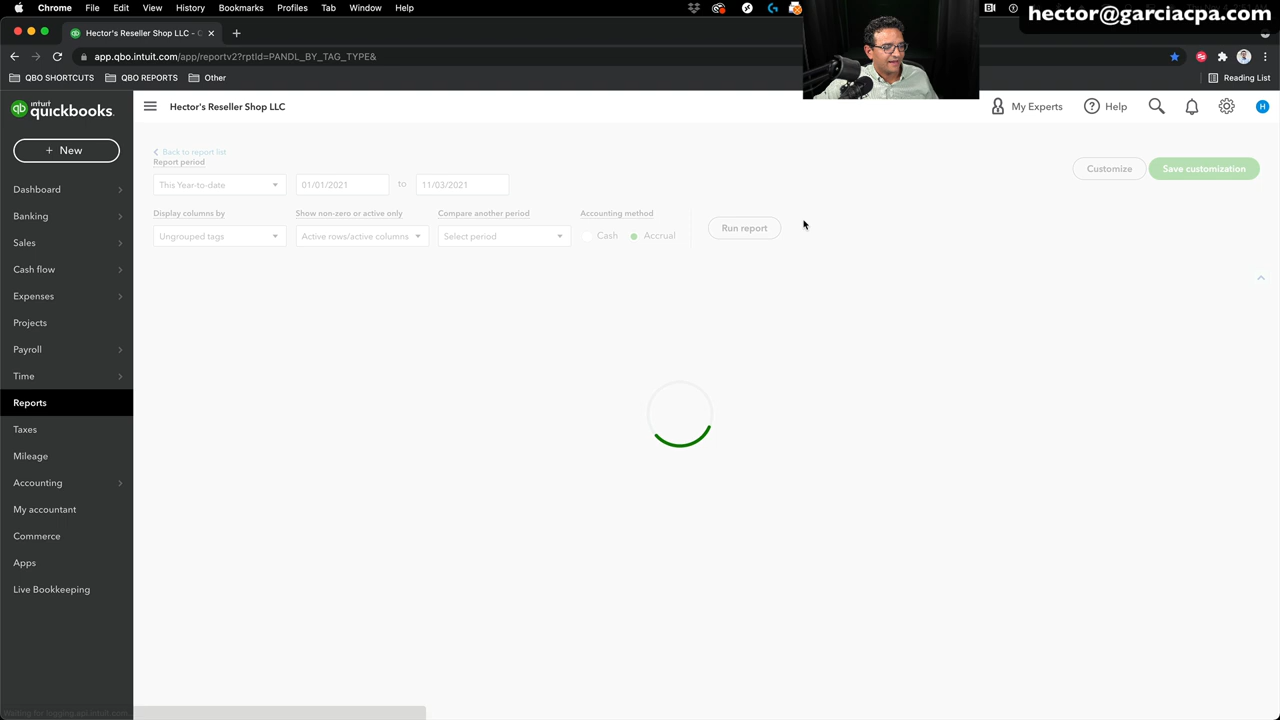 Chrome File Edit View History Bookmarks Profiles Tab Window Help
hector@garciacpa.com
Hector's Reseller Shop LLC - C
app.qbo.intuit.com/app/reportv2?rptId=PANDL_BY_TAG_TYPE&
QBO SHORTCUTS QBO REPORTS Other Reading List
intuit
quickbooks.
Hector's Reseller Shop LLC My Experts Help H
+ New
Back to report list
Report period
Customize Save customization
This Year-to-date 01/01/2021 to 11/03/2021
Display columns by Show non-zero or active only Compare another period Accounting method
Ungrouped tags Active rows/active columns Select period Cash Accrual Run report
Dashboard
Banking
Sales
Cash flow
Expenses
Projects
Payroll
Time
Reports
Taxes
Mileage
Accounting
My accountant
Commerce
Apps
Live Bookkeeping